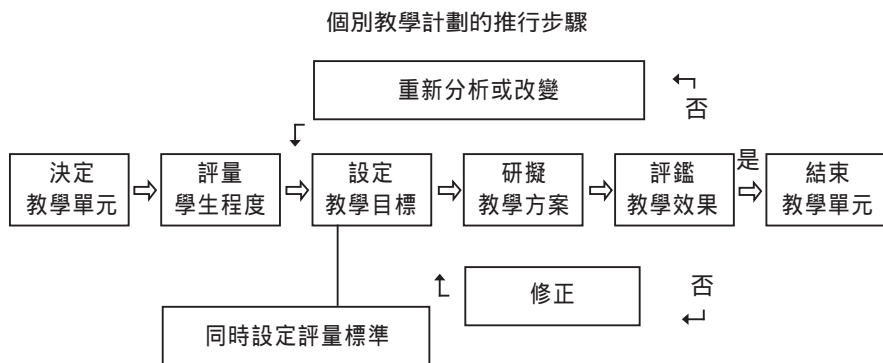 個別教學計劃的推行步驟
重新分析或改變
否
決定
教學單元
評量
學生程度
設定
教學目標
研擬
教學方案
評鑑
教學效果
是
結束
教學單元
修正
否
同時設定評量標準